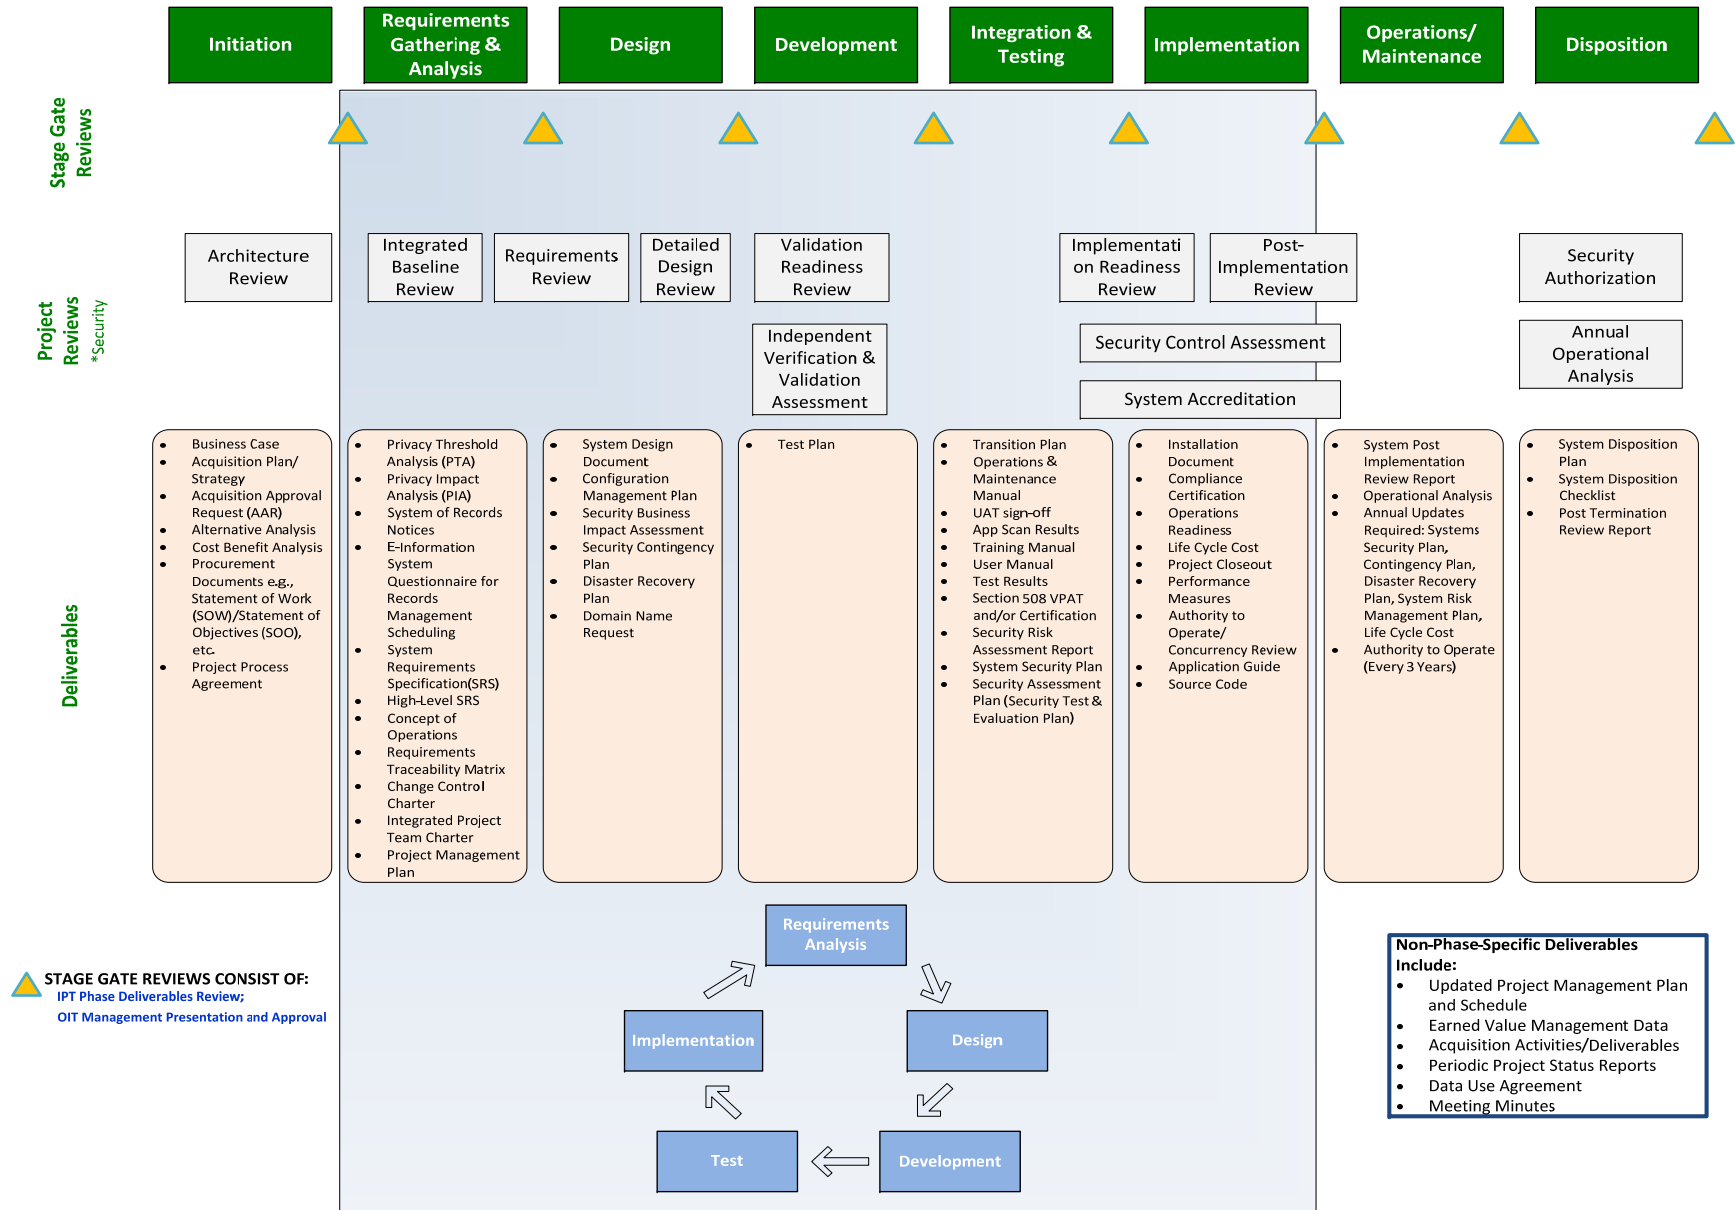 Initiation
Requirements
Gathering &
Analysis
Design
Development
Integration &
Testing
Implementation
Operations/
Maintenance
Disposition
Stage Gate
Reviews
Project
Reviews
*Security
Architecture
Review
Integrated
Baseline
Review
Requirements
Review
Detailed
Design
Review
Validation
Readiness
Review
Implementati
on Readiness
Review
Post-
Implementation
Review
Security
Authorization
Independent
Verification &
Validation
Assessment
Security Control Assessment
System Accreditation
Annual
Operational
Analysis
Deliverables
• Business Case
• Acquisition Plan/
Strategy
• Acquisition Approval
Request (AAR)
• Alternative Analysis
• Cost Benefit Analysis
• Procurement
Documents e.g.,
Statement of Work
(SOW)/Statement of
Objectives (SOO),
etc.
• Project Process
Agreement
• Privacy Threshold
Analysis (PTA)
• Privacy Impact
Analysis (PIA)
• System of Records
Notices
• E-Information
System
Questionnaire for
Records
Management
Scheduling
• System
Requirements
Specification(SRS)
• High-Level SRS
• Concept of
Operations
• Requirements
Traceability Matrix
• Change Control
Charter
• Integrated Project
Team Charter
• Project Management
Plan
• System Design
Document
• Configuration
Management Plan
• Security Business
Impact Assessment
• Security Contingency
Plan
• Disaster Recovery
Plan
• Domain Name
Request
• Test Plan
• Transition Plan
• Operations &
Maintenance
Manual
• UAT sign-off
• App Scan Results
• Training Manual
• User Manual
• Test Results
• Section 508 VPAT
and/or Certification
• Security Risk
Assessment Report
• System Security Plan
• Security Assessment
Plan (Security Test &
Evaluation Plan)
• Installation
Document
• Compliance
Certification
• Operations
Readiness
• Life Cycle Cost
• Project Closeout
• Performance
Measures
• Authority to
Operate/
Concurrency Review
• Application Guide
• Source Code
• System Post
Implementation
Review Report
• Operational Analysis
• Annual Updates
Required: Systems
Security Plan,
Contingency Plan,
Disaster Recovery
Plan, System Risk
Management Plan,
Life Cycle Cost
• Authority to Operate
(Every 3 Years)
• System Disposition
Plan
• System Disposition
Checklist
• Post Termination
Review Report
STAGE GATE REVIEWS CONSIST OF:
IPT Phase Deliverables Review;
OIT Management Presentation and Approval
Requirements
Analysis
Implementation
Design
Test
Development
Non-Phase-Specific Deliverables
Include:
• Updated Project Management Plan
and Schedule
• Earned Value Management Data
• Acquisition Activities/Deliverables
• Periodic Project Status Reports
• Data Use Agreement
• Meeting Minutes